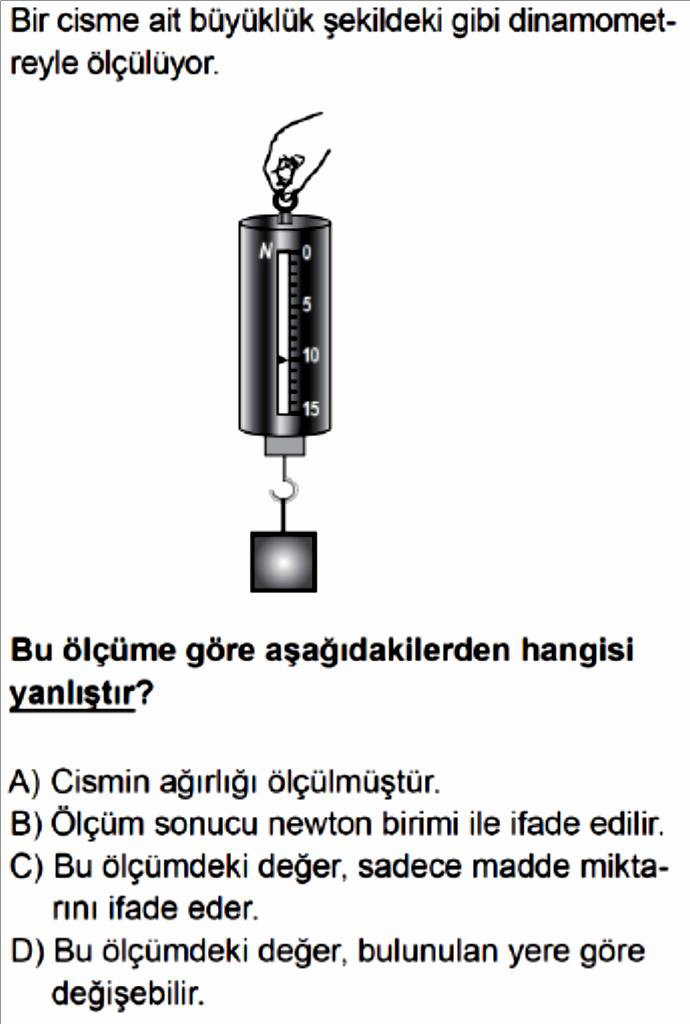 Bir cisme ait büyüklük şekildeki gibi dinamomet-
reyle ölçülüyor.
N 0
5
10
15
Bu ölçüme göre aşağıdakilerden hangisi
yanlıştır?
A) Cismin ağırlığı ölçülmüştür.
B) Ölçüm sonucu newton birimi ile ifade edilir.
C) Bu ölçümdeki değer, sadece madde mikta-
rını ifade eder.
D) Bu ölçümdeki değer, bulunulan yere göre
değişebilir.